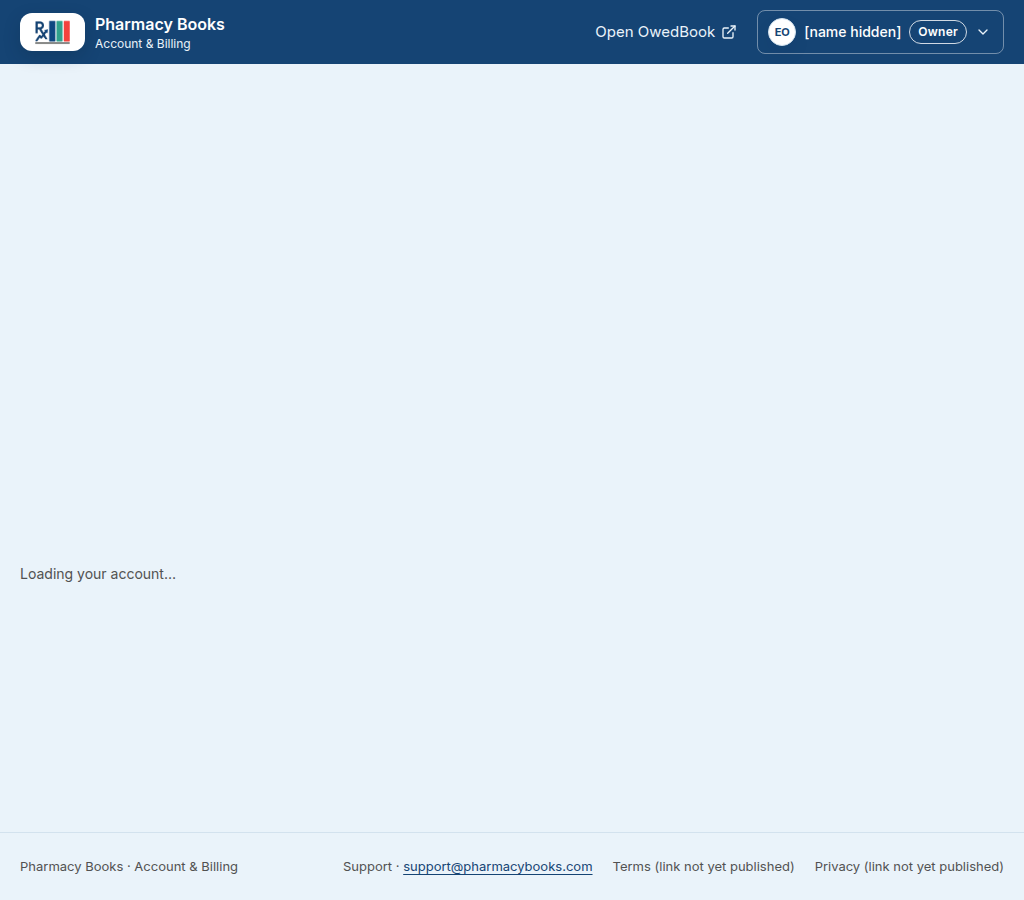 Rx
Pharmacy Books
Account & Billing
Open OwedBook
EO [name hidden] Owner
Loading your account...
Pharmacy Books · Account & Billing
Support · support@pharmacybooks.com
Terms (link not yet published)
Privacy (link not yet published)